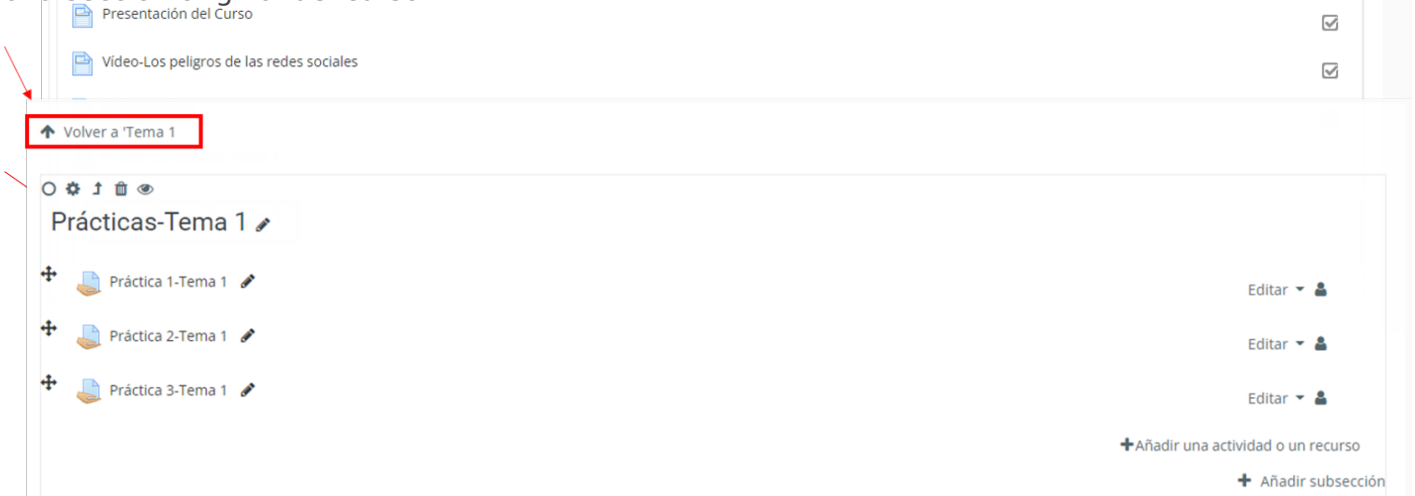 Presentación del Curso
Vídeo-Los peligros de las redes sociales
Volver a 'Tema 1
Prácticas-Tema 1
Práctica 1-Tema 1
Editar
Práctica 2-Tema 1
Editar
Práctica 3-Tema 1
Editar
+Añadir una actividad o un recurso
+ Añadir subsección